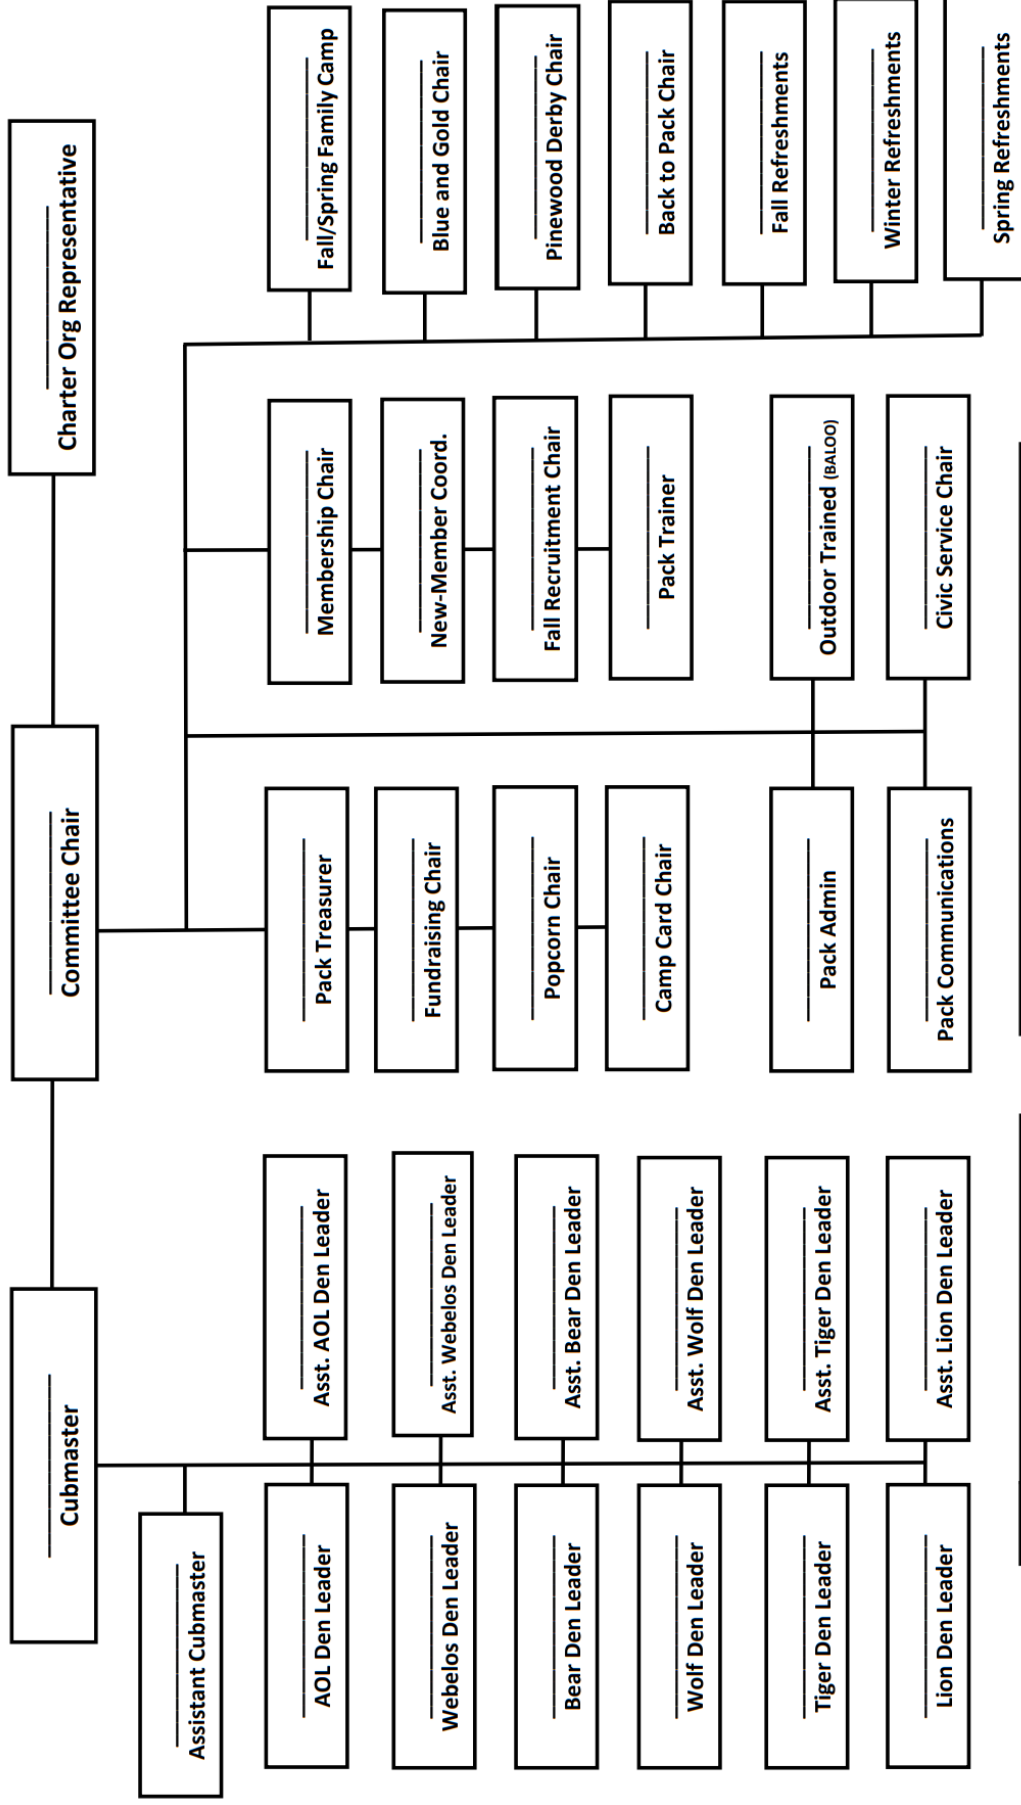 Cubmaster
Committee Chair
Charter Org Representative
Assistant Cubmaster
AOL Den Leader
Asst. AOL Den Leader
Pack Treasurer
Membership Chair
Fall/Spring Family Camp
Webelos Den Leader
Asst. Webelos Den Leader
Fundraising Chair
New-Member Coord.
Blue and Gold Chair
Bear Den Leader
Asst. Bear Den Leader
Popcorn Chair
Fall Recruitment Chair
Pinewood Derby Chair
Wolf Den Leader
Asst. Wolf Den Leader
Camp Card Chair
Pack Trainer
Back to Pack Chair
Tiger Den Leader
Asst. Tiger Den Leader
Pack Admin
Outdoor Trained (BALOO)
Fall Refreshments
Lion Den Leader
Asst. Lion Den Leader
Pack Communications
Civic Service Chair
Winter Refreshments
Spring Refreshments